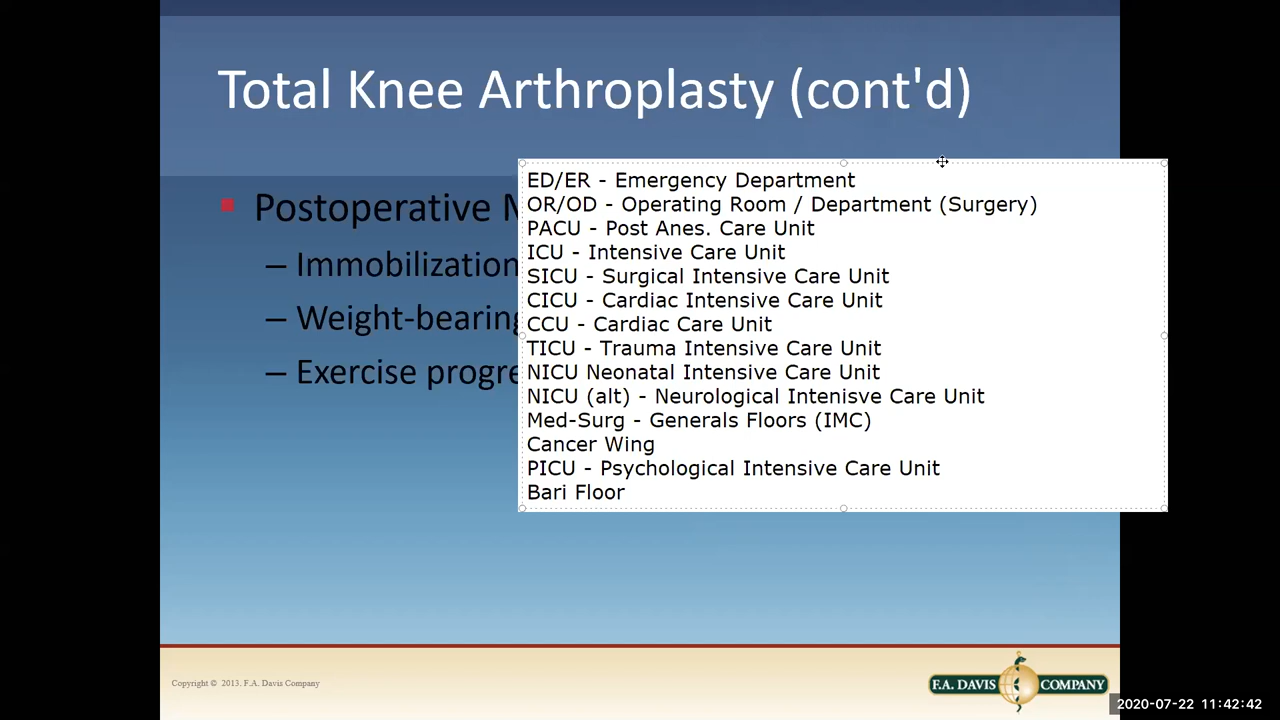 Total Knee Arthroplasty (cont'd)
Postoperative
– Immobilization
– Weight-bearing
– Exercise progre
ED/ER - Emergency Department
OR/OD - Operating Room / Department (Surgery)
PACU - Post Anes. Care Unit
ICU - Intensive Care Unit
SICU - Surgical Intensive Care Unit
CICU - Cardiac Intensive Care Unit
CCU - Cardiac Care Unit
TICU - Trauma Intensive Care Unit
NICU Neonatal Intensive Care Unit
NICU (alt) - Neurological Intenisve Care Unit
Med-Surg - Generals Floors (IMC)
Cancer Wing
PICU - Psychological Intensive Care Unit
Bari Floor
Copyright © 2013. F.A. Davis Company
F.A. DAVIS COMPANY
2020-07-22 11:42:42